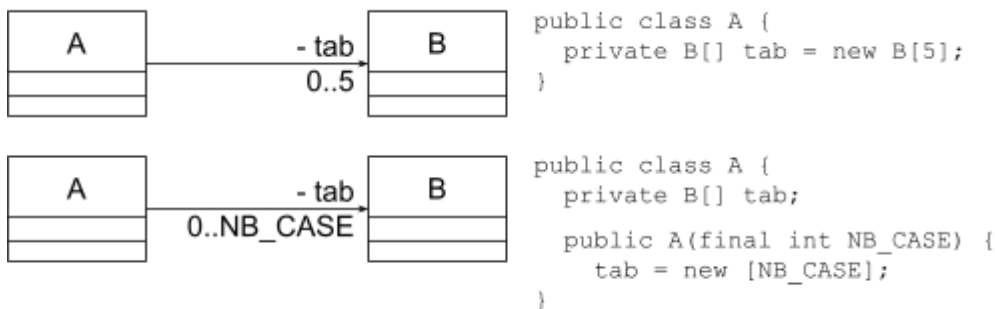 A
- tab
0..5
B
public class A {
private B[] tab = new B[5];
}
A
- tab
0..NB_CASE
B
public class A {
private B[] tab;
public A(final int NB_CASE) {
tab = new [NB_CASE];
}